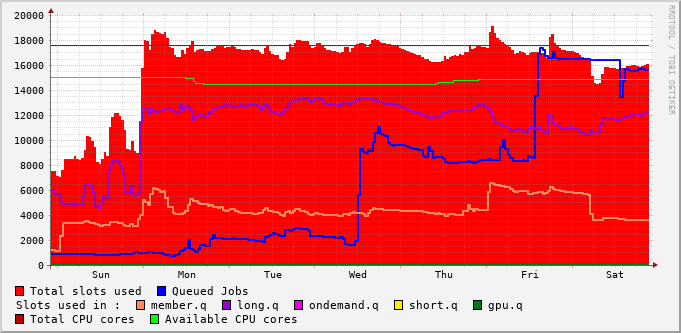 20000
18000
16000
14000
12000
10000
8000
6000
4000
2000
0
Sun Mon Tue Wed Thu Fri Sat
RRDTOOL / TOBI OETIKER
Total slots used Queued Jobs
Slots used in : member.q long.q ondemand.q short.q gpu.q
Total CPU cores Available CPU cores